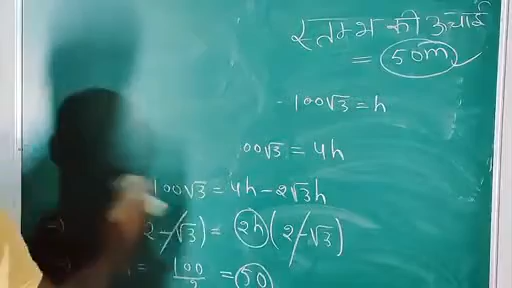 स्तम्भ की ऊचाई
= 50m
100√3 = h
00√3 = 4h
100√3 = 4h - 2√3h
2-√3) = 2h(2-√3)
= 100/2 = 50